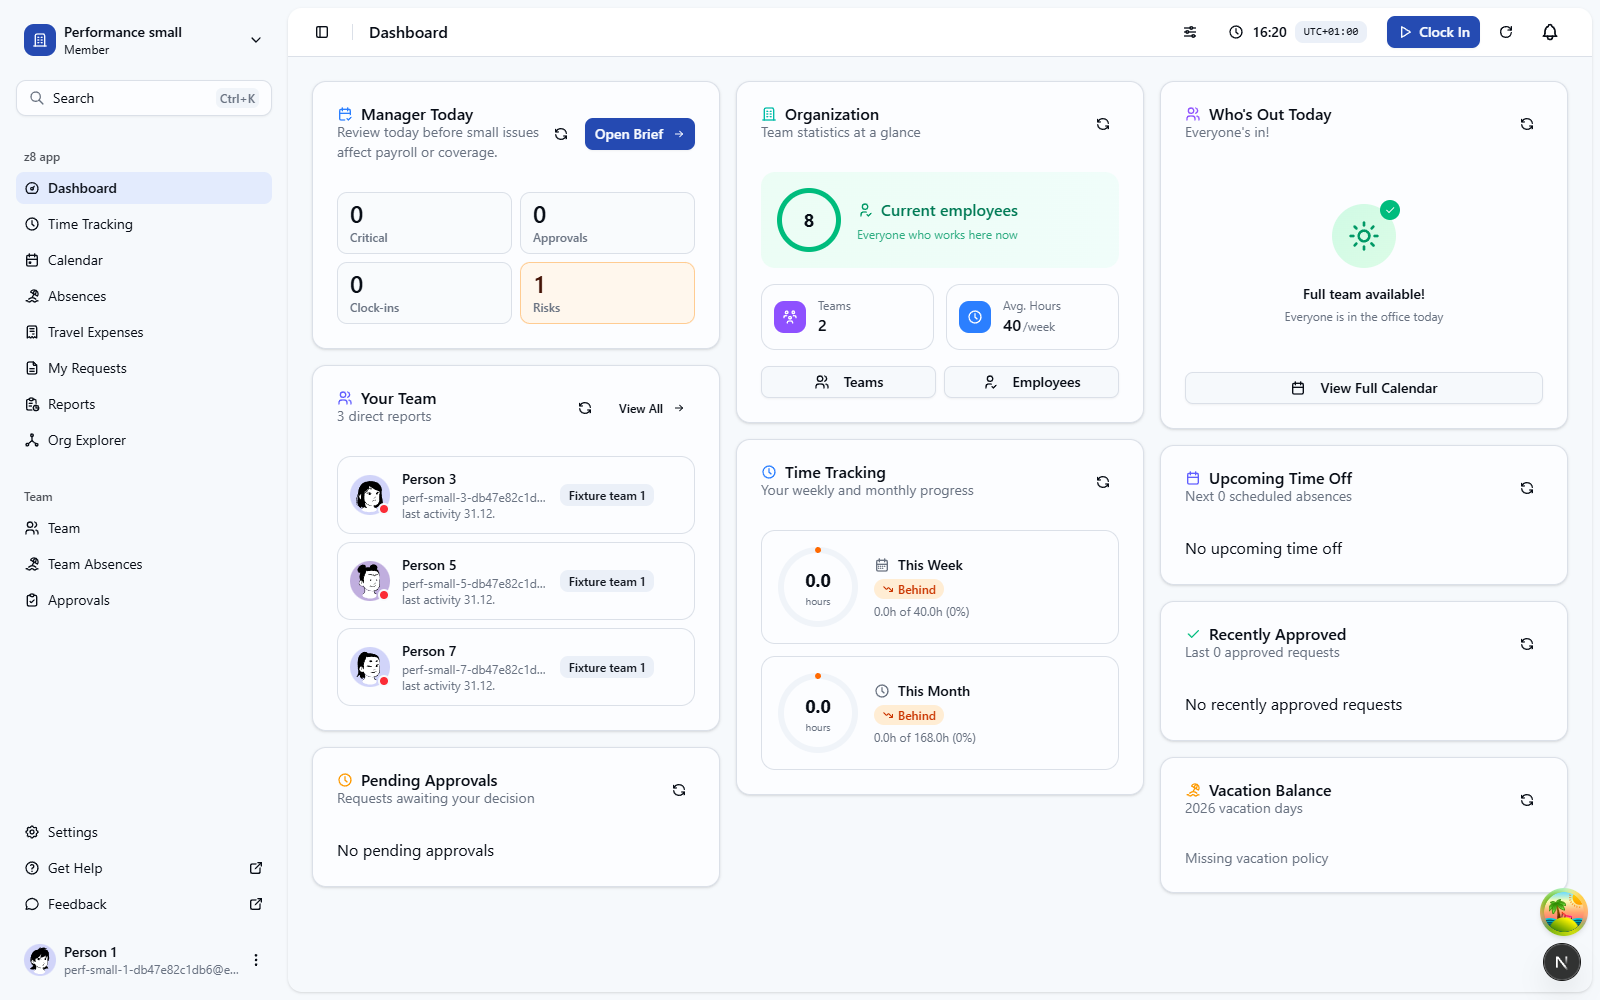 Performance small
Member
Search
Ctrl+K
z8 app
Dashboard
Time Tracking
Calendar
Absences
Travel Expenses
My Requests
Reports
Org Explorer
Team
Team
Team Absences
Approvals
Settings
Get Help
Feedback
Person 1
perf-small-1-db47e82c1db6@e...
Dashboard
16:20
UTC+01:00
Clock In
Manager Today
Review today before small issues
affect payroll or coverage.
Open Brief
0
Critical
0
Approvals
0
Clock-ins
1
Risks
Your Team
3 direct reports
View All
Person 3
perf-small-3-db47e82c1d...
last activity 31.12.
Fixture team 1
Person 5
perf-small-5-db47e82c1d...
last activity 31.12.
Fixture team 1
Person 7
perf-small-7-db47e82c1d...
last activity 31.12.
Fixture team 1
Pending Approvals
Requests awaiting your decision
No pending approvals
Organization
Team statistics at a glance
8
Current employees
Everyone who works here now
Teams
2
Avg. Hours
40/week
Teams
Employees
Time Tracking
Your weekly and monthly progress
0.0
hours
This Week
Behind
0.0h of 40.0h (0%)
0.0
hours
This Month
Behind
0.0h of 168.0h (0%)
Who's Out Today
Everyone's in!
Full team available!
Everyone is in the office today
View Full Calendar
Upcoming Time Off
Next 0 scheduled absences
No upcoming time off
Recently Approved
Last 0 approved requests
No recently approved requests
Vacation Balance
2026 vacation days
Missing vacation policy
N